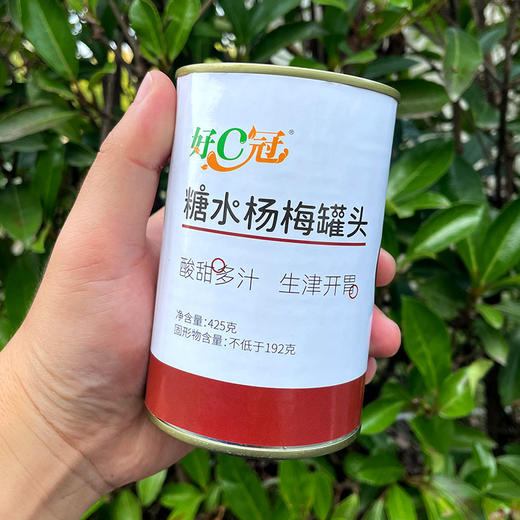 好C冠®
糖水杨梅罐头
酸甜多汁 生津开胃
净含量:425克
固形物含量:不低于192克